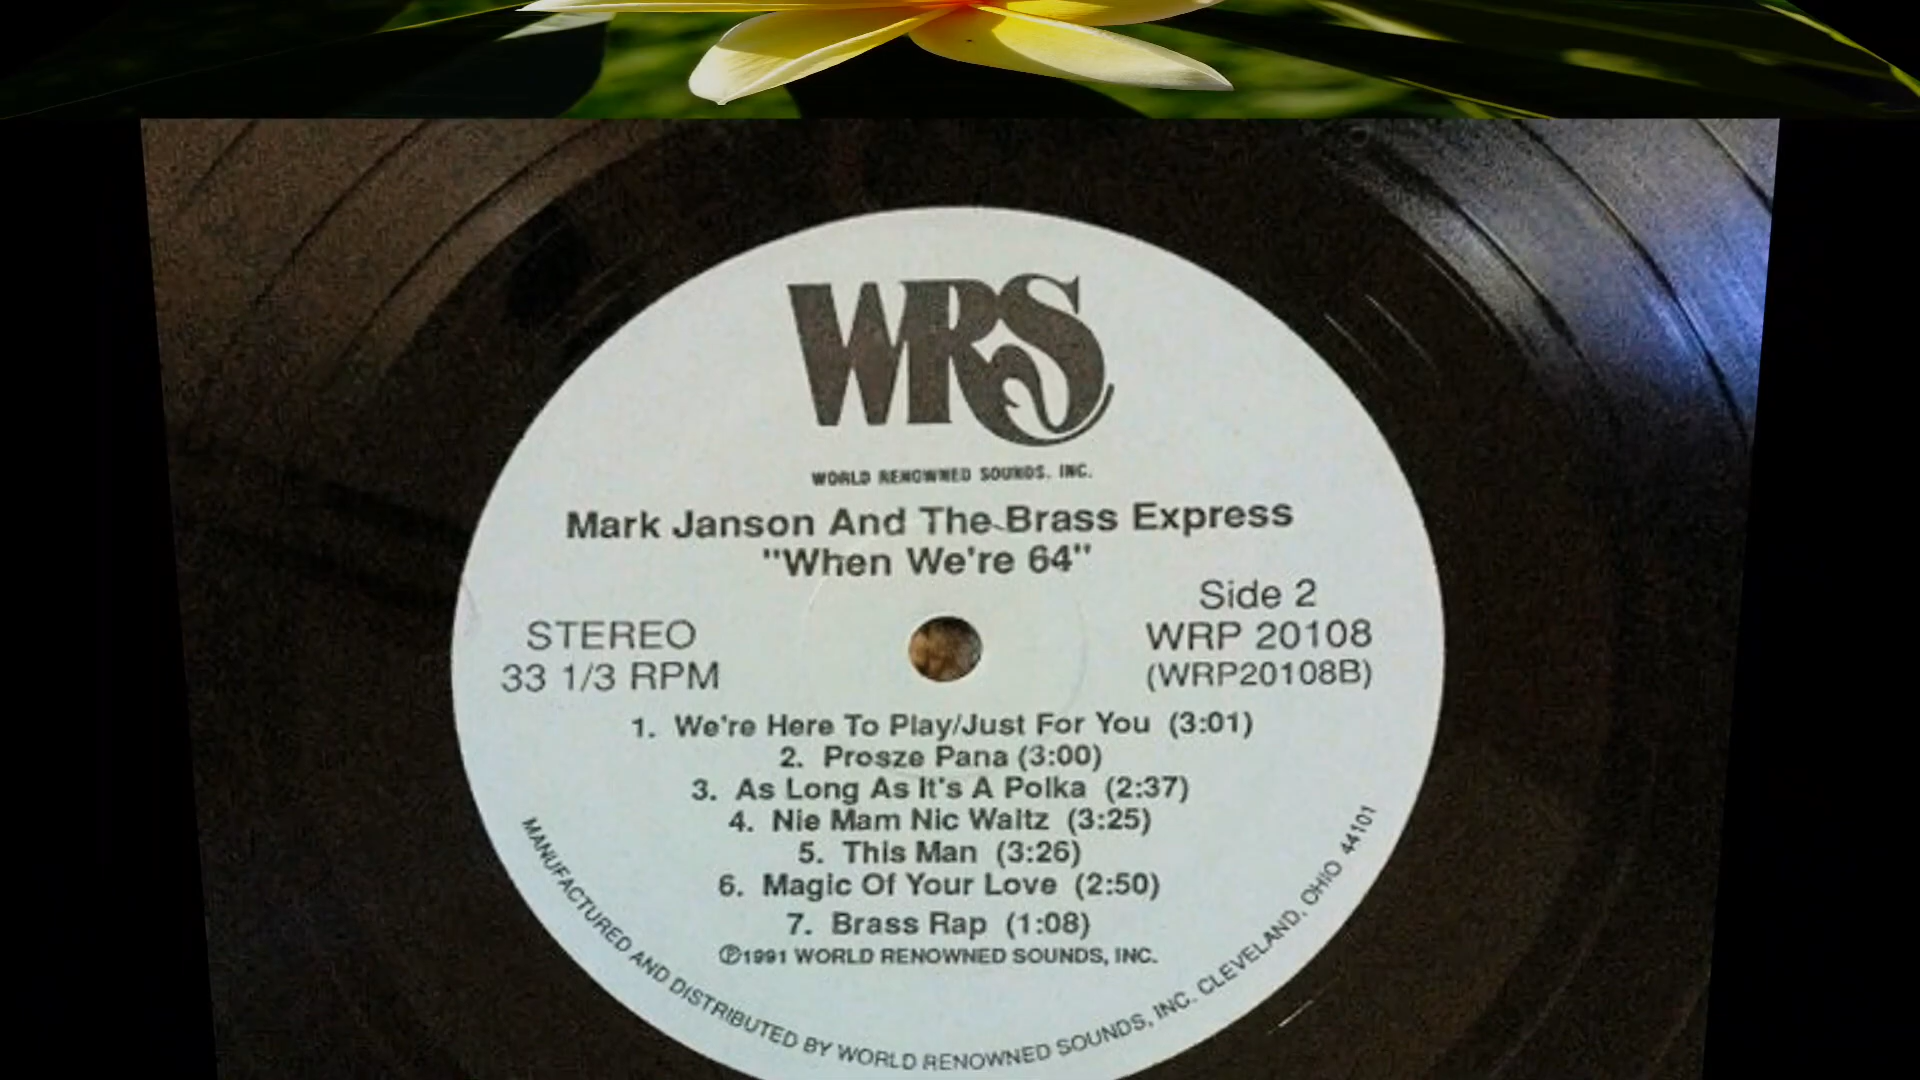 WRS
WORLD RENOWNED SOUNDS, INC.
Mark Janson And The Brass Express
"When We're 64"
Side 2
STEREO
WRP 20108
33 1/3 RPM
(WRP20108B)
1. We're Here To Play/Just For You (3:01)
2. Prosze Pana (3:00)
3. As Long As It's A Polka (2:37)
4. Nie Mam Nic Waltz (3:25)
5. This Man (3:26)
6. Magic Of Your Love (2:50)
7. Brass Rap (1:08)
Ⓟ1991 WORLD RENOWNED SOUNDS, INC.
MANUFACTURED AND DISTRIBUTED BY WORLD RENOWNED SOUNDS, INC. CLEVELAND, OHIO 44101